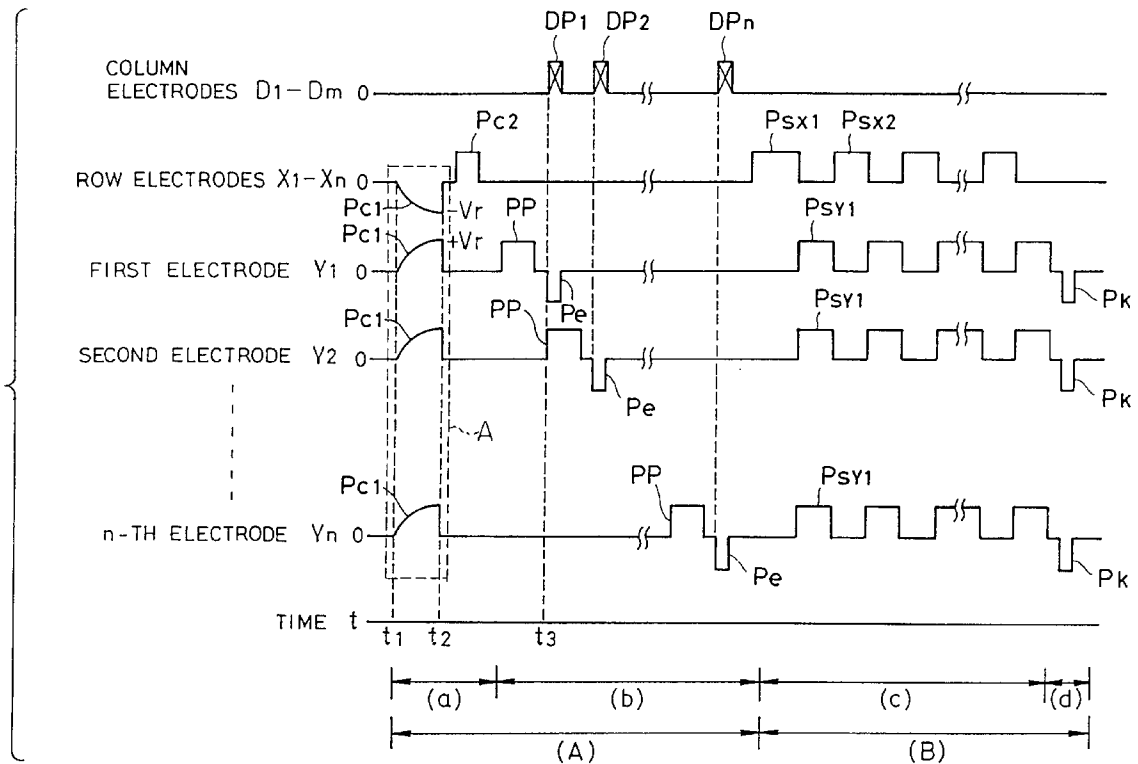 DP1 DP2 DPn
COLUMN
ELECTRODES D1-Dm 0
Pc2 PsX1 PsX2
ROW ELECTRODES X1-Xn 0
Pc1 -Vr
Pc1 +Vr PP PsY1
FIRST ELECTRODE Y1 0
Pe PK
Pc1 PP PsY1
SECOND ELECTRODE Y2 0
Pe PK
A
Pc1 PP PsY1
n-TH ELECTRODE Yn 0
Pe PK
TIME t
t1 t2 t3
(a) (b) (c) (d)
(A) (B)